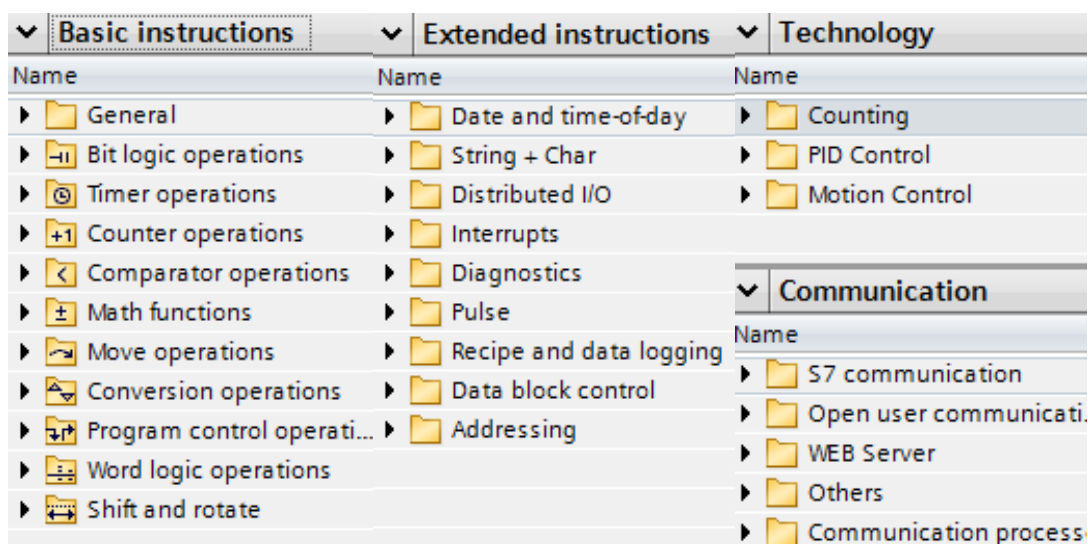 Basic instructions
Name
General
Bit logic operations
Timer operations
Counter operations
Comparator operations
Math functions
Move operations
Conversion operations
Program control operati...
Word logic operations
Shift and rotate
Extended instructions
Name
Date and time-of-day
String + Char
Distributed I/O
Interrupts
Diagnostics
Pulse
Recipe and data logging
Data block control
Addressing
Technology
Name
Counting
PID Control
Motion Control
Communication
Name
S7 communication
Open user communicati.
WEB Server
Others
Communication process